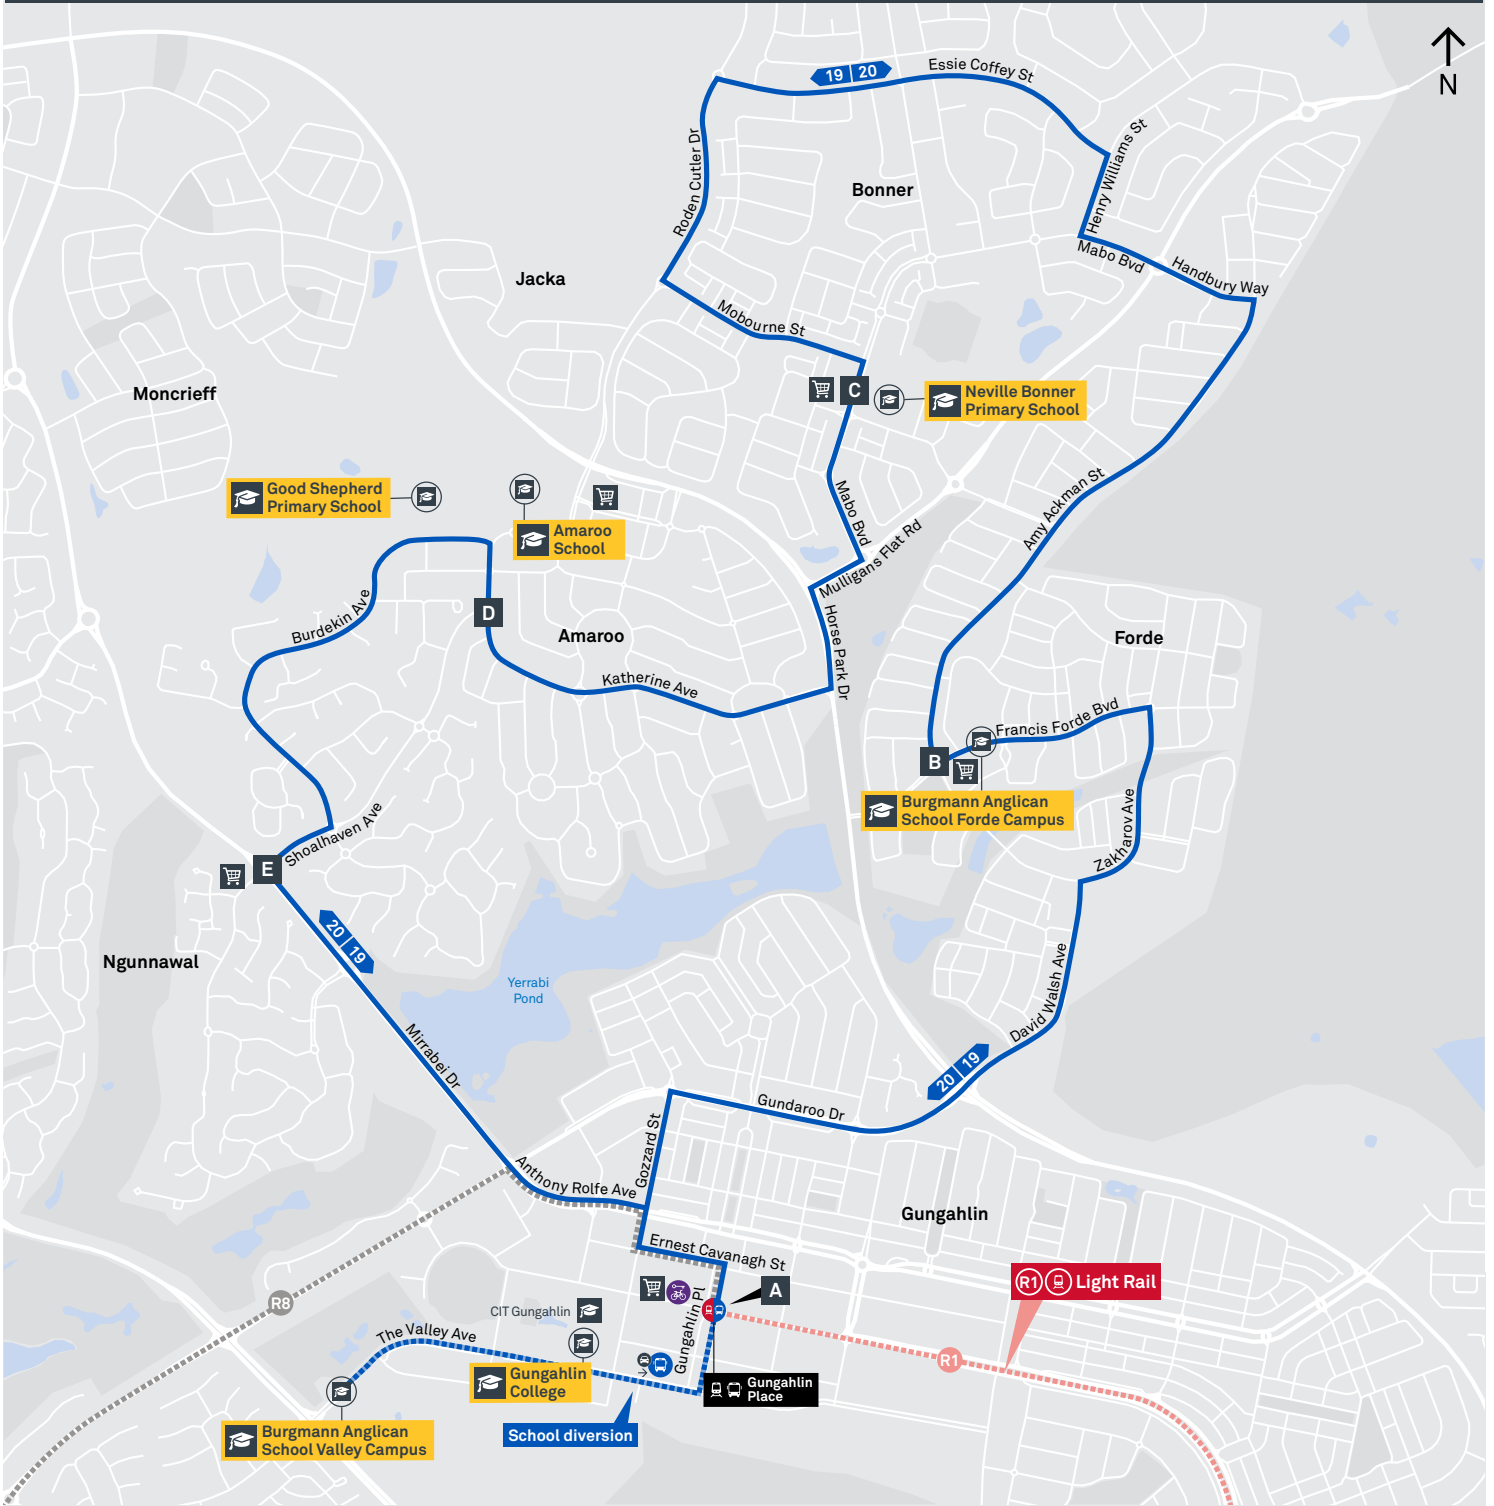 N
19 20
Essie Coffey St
Henry Williams St
Roden Cutler Dr
Bonner
Mabo Bvd
Handbury Way
Jacka
Mobourne St
Moncrieff
C
Neville Bonner
Primary School
Good Shepherd
Primary School
Amaroo
School
Mabo Bvd
Amy Ackman St
Mulligans Flat Rd
Burdekin Ave
D
Amaroo
Horse Park Dr
Forde
Katherine Ave
Francis Forde Bvd
B
Burgmann Anglican
School Forde Campus
Zakharov Ave
Shoalhaven Ave
E
20 19
Ngunnawal
Yerrabi
Pond
David Walsh Ave
Mirrabei Dr
20 19
Gundaroo Dr
Gozzard St
Anthony Rolfe Ave
Gungahlin
Ernest Cavanagh St
R1 Light Rail
A
R8
CIT Gungahlin
Gungahlin Pl
The Valley Ave
R1
Gungahlin
College
Gungahlin
Place
Burgmann Anglican
School Valley Campus
School diversion